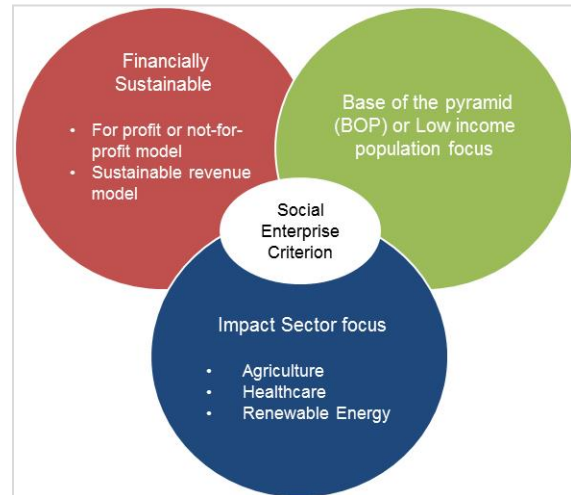 Financially
Sustainable
• For profit or not-for-
profit model
• Sustainable revenue
model
Base of the pyramid
(BOP) or Low income
population focus
Social
Enterprise
Criterion
Impact Sector focus
• Agriculture
• Healthcare
• Renewable Energy